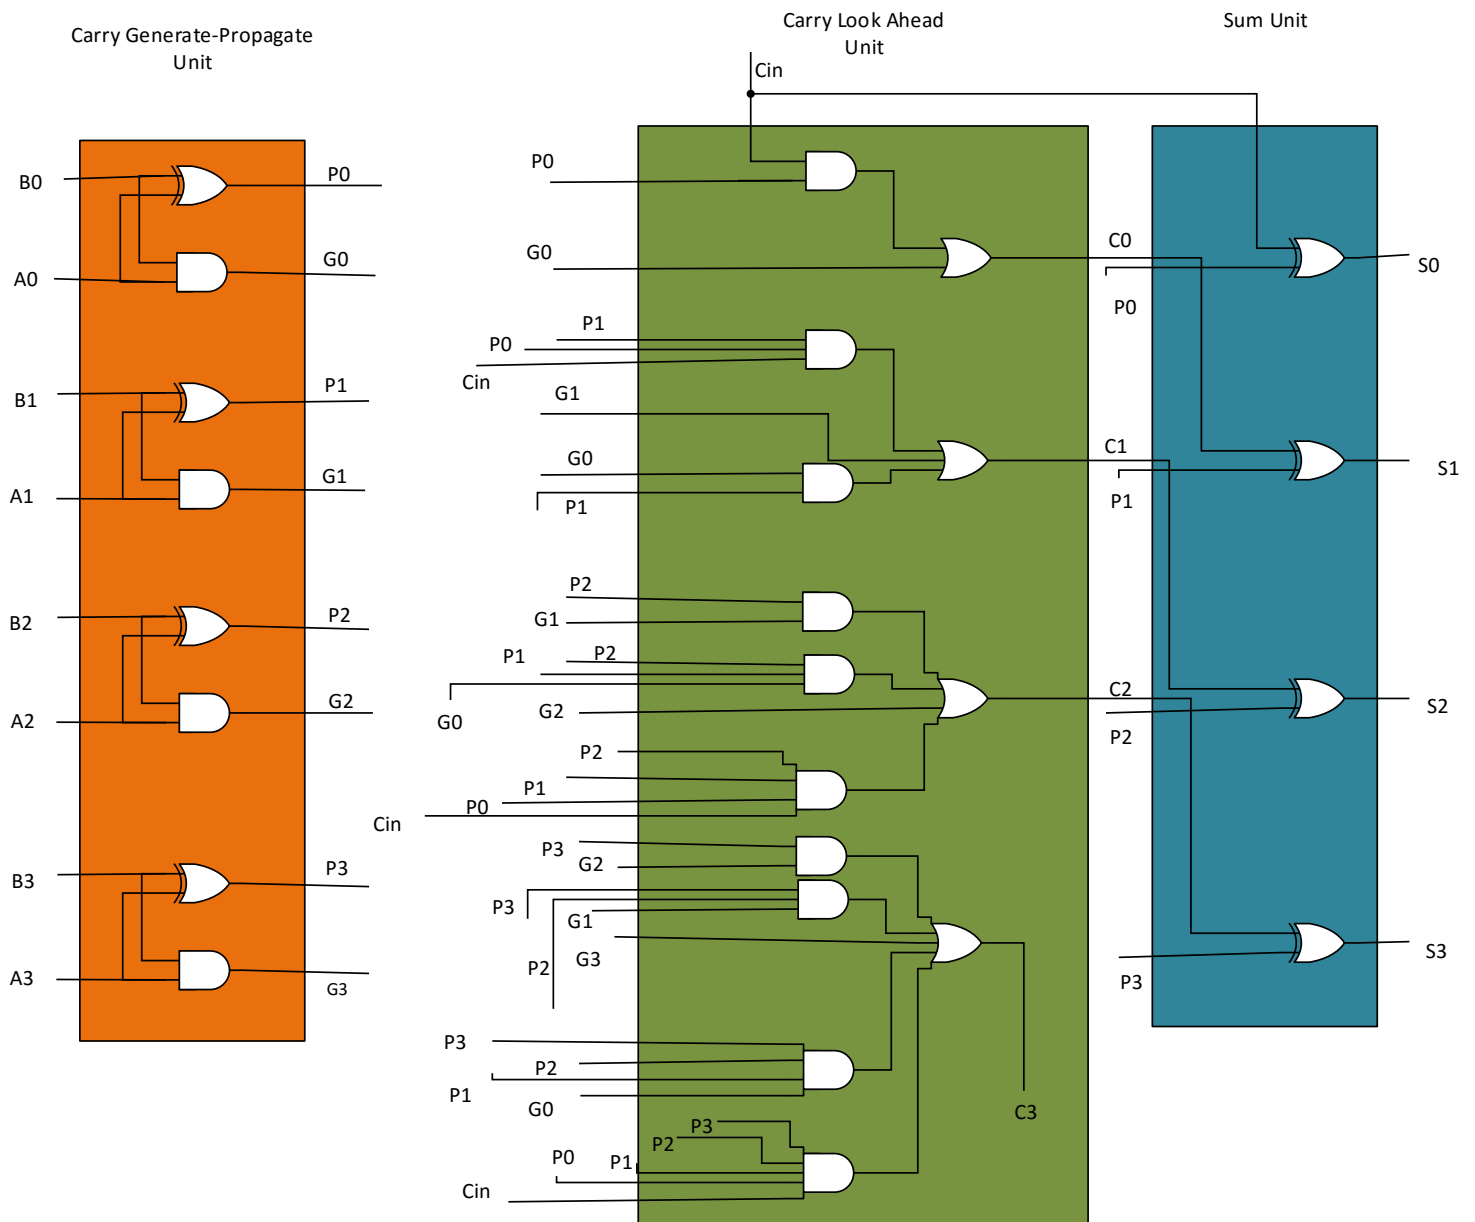 Carry Generate-Propagate
Unit
Carry Look Ahead
Unit
Sum Unit
Cin
B0
P0
A0
G0
B1
P1
A1
G1
B2
P2
A2
G2
B3
P3
A3
G3
P0
G0
P1
P0
Cin
G1
G0
P1
P2
G1
P2
P1
G0
G2
P2
P1
P0
Cin
P3
G2
P3
G1
G3
P2
P3
P2
P1
G0
P3
P2
P1
P0
Cin
C0
P0
C1
P1
C2
P2
P3
C3
S0
S1
S2
S3